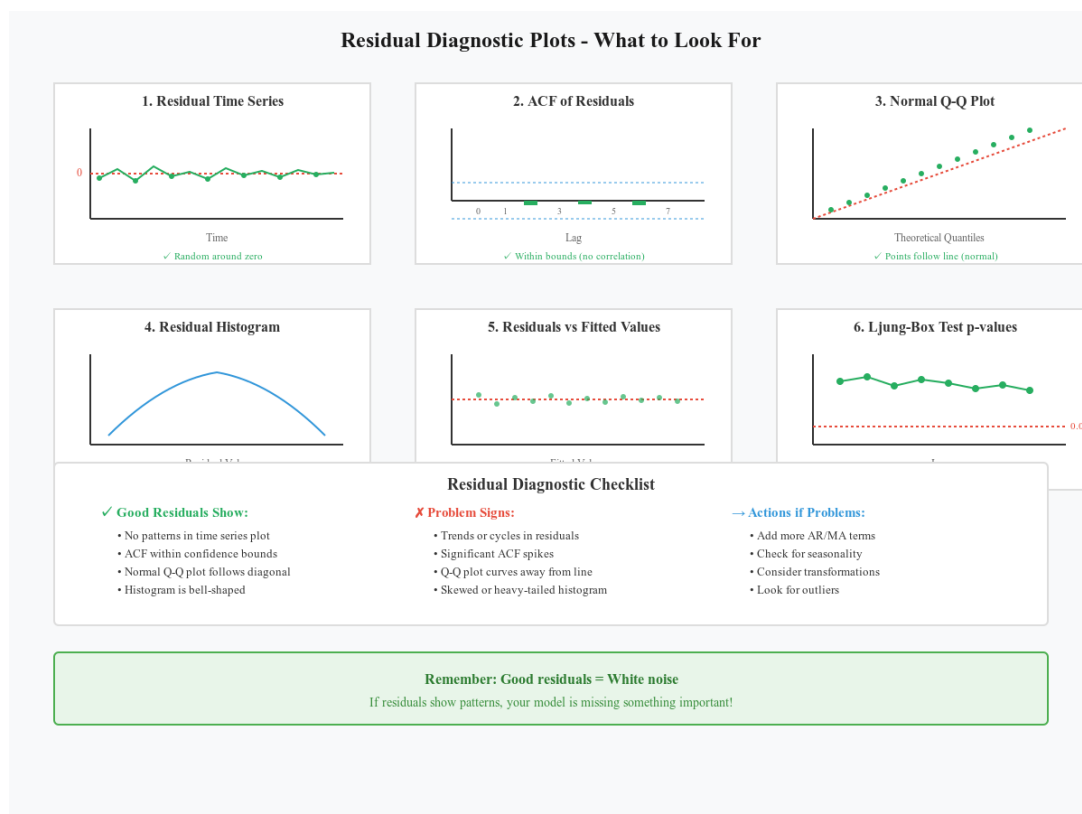 Residual Diagnostic Plots - What to Look For
1. Residual Time Series
0
Time
✓ Random around zero
2. ACF of Residuals
0 1 3 5 7
Lag
✓ Within bounds (no correlation)
3. Normal Q-Q Plot
Theoretical Quantiles
✓ Points follow line (normal)
4. Residual Histogram
5. Residuals vs Fitted Values
6. Ljung-Box Test p-values
Residual Diagnostic Checklist
✓ Good Residuals Show:
• No patterns in time series plot
• ACF within confidence bounds
• Normal Q-Q plot follows diagonal
• Histogram is bell-shaped
✗ Problem Signs:
• Trends or cycles in residuals
• Significant ACF spikes
• Q-Q plot curves away from line
• Skewed or heavy-tailed histogram
→ Actions if Problems:
• Add more AR/MA terms
• Check for seasonality
• Consider transformations
• Look for outliers
Remember: Good residuals = White noise
If residuals show patterns, your model is missing something important!